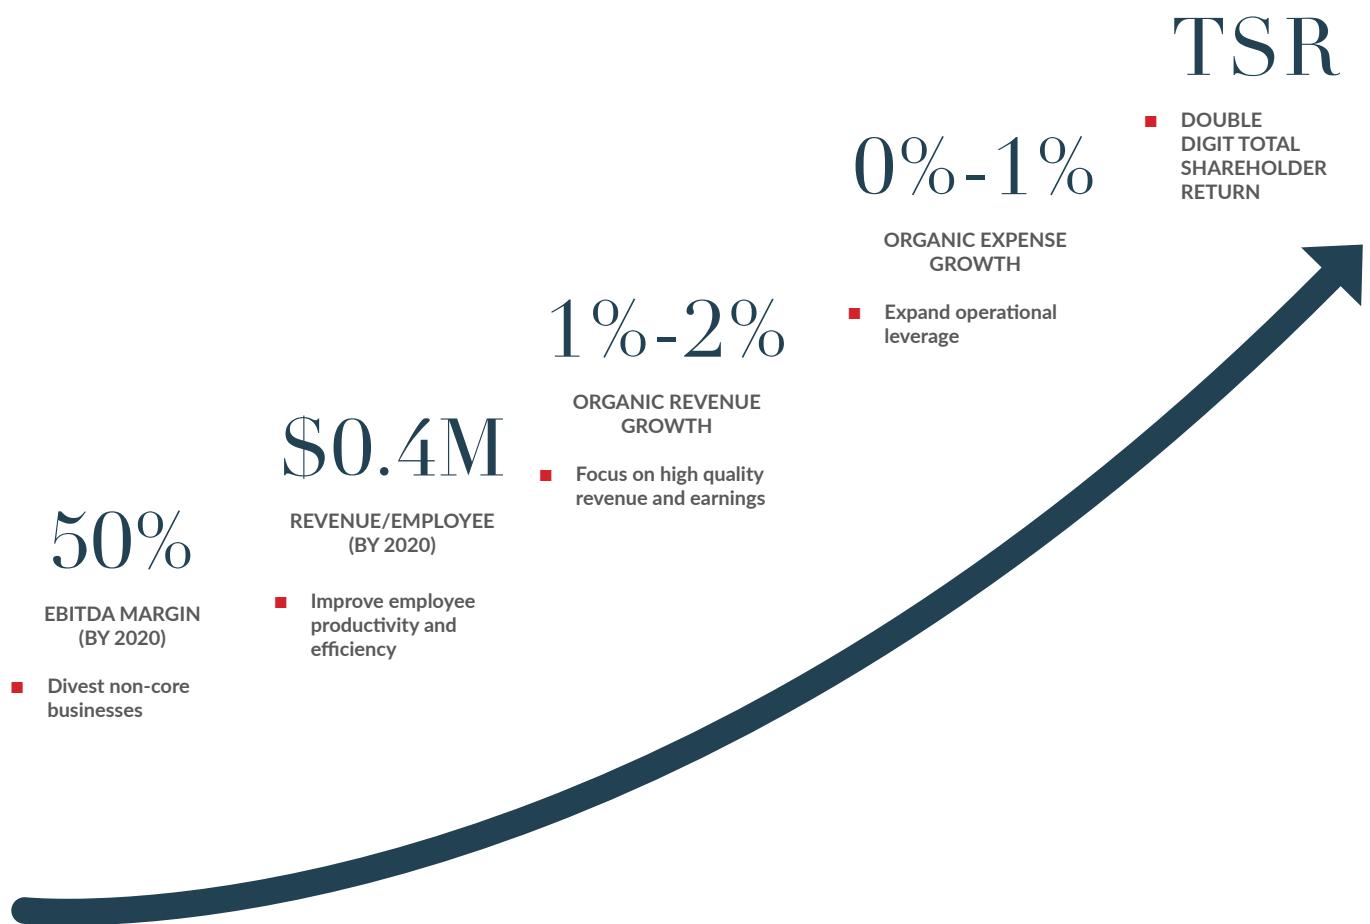 50%
EBITDA MARGIN
(BY 2020)
Divest non-core
businesses
$0.4M
REVENUE/EMPLOYEE
(BY 2020)
Improve employee
productivity and
efficiency
1%-2%
ORGANIC REVENUE
GROWTH
Focus on high quality
revenue and earnings
0%-1%
ORGANIC EXPENSE
GROWTH
Expand operational
leverage
TSR
DOUBLE
DIGIT TOTAL
SHAREHOLDER
RETURN